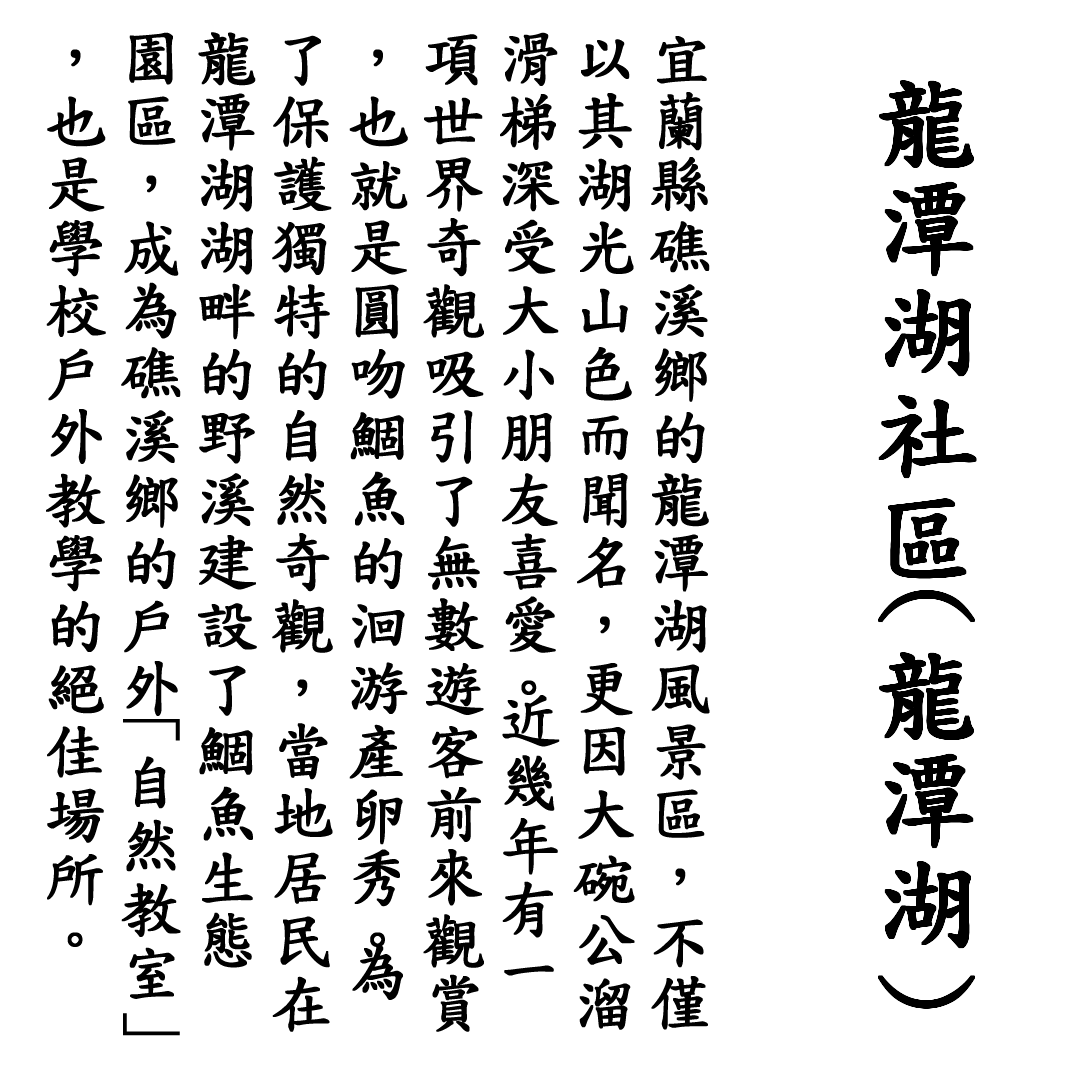 龍潭湖社區(龍潭湖)
宜蘭縣礁溪鄉的龍潭湖風景區，不僅
以其湖光山色而聞名，更因大碗公溜
滑梯深受大小朋友喜愛。近幾年有一
項世界奇觀吸引了無數遊客前來觀賞
，也就是圓吻鯝魚的洄游產卵秀。為
了保護獨特的自然奇觀，當地居民在
龍潭湖湖畔的野溪建設了鯝魚生態
園區，成為礁溪鄉的戶外「自然教室」
，也是學校戶外教學的絕佳場所。